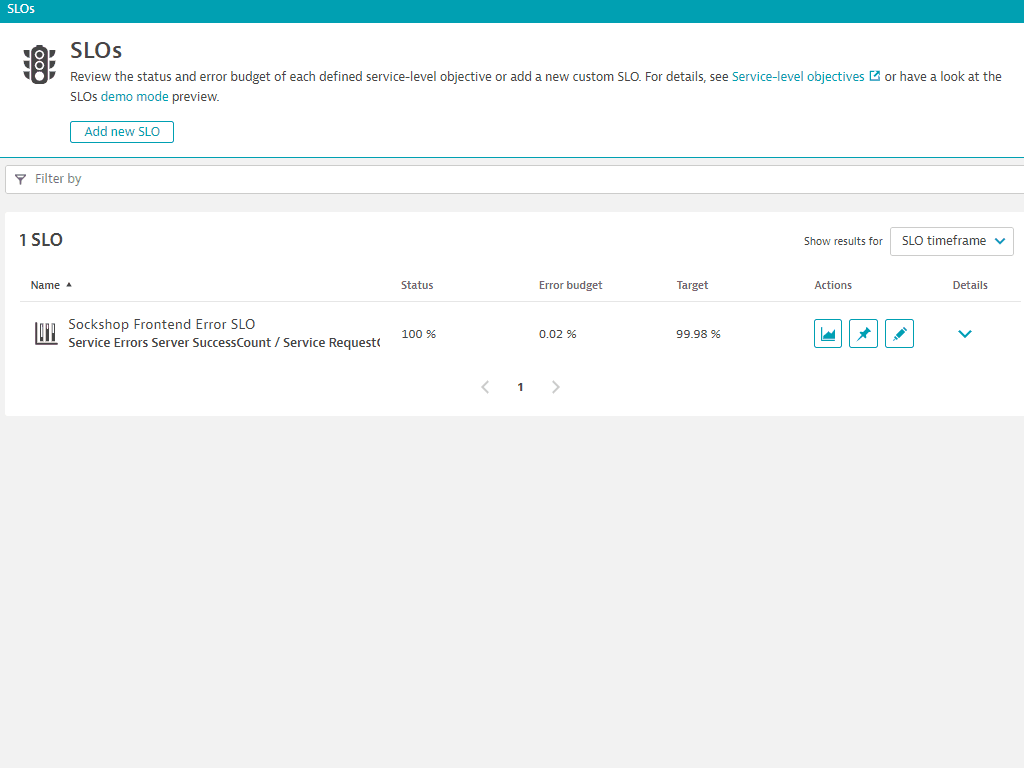 SLOs
SLOs
Review the status and error budget of each defined service-level objective or add a new custom SLO. For details, see Service-level objectives or have a look at the
SLOs demo mode preview.
Add new SLO
Filter by
1 SLO
Show results for SLO timeframe
Name Status Error budget Target Actions Details
Sockshop Frontend Error SLO
Service Errors Server SuccessCount / Service Request
100 % 0.02 % 99.98 %
1